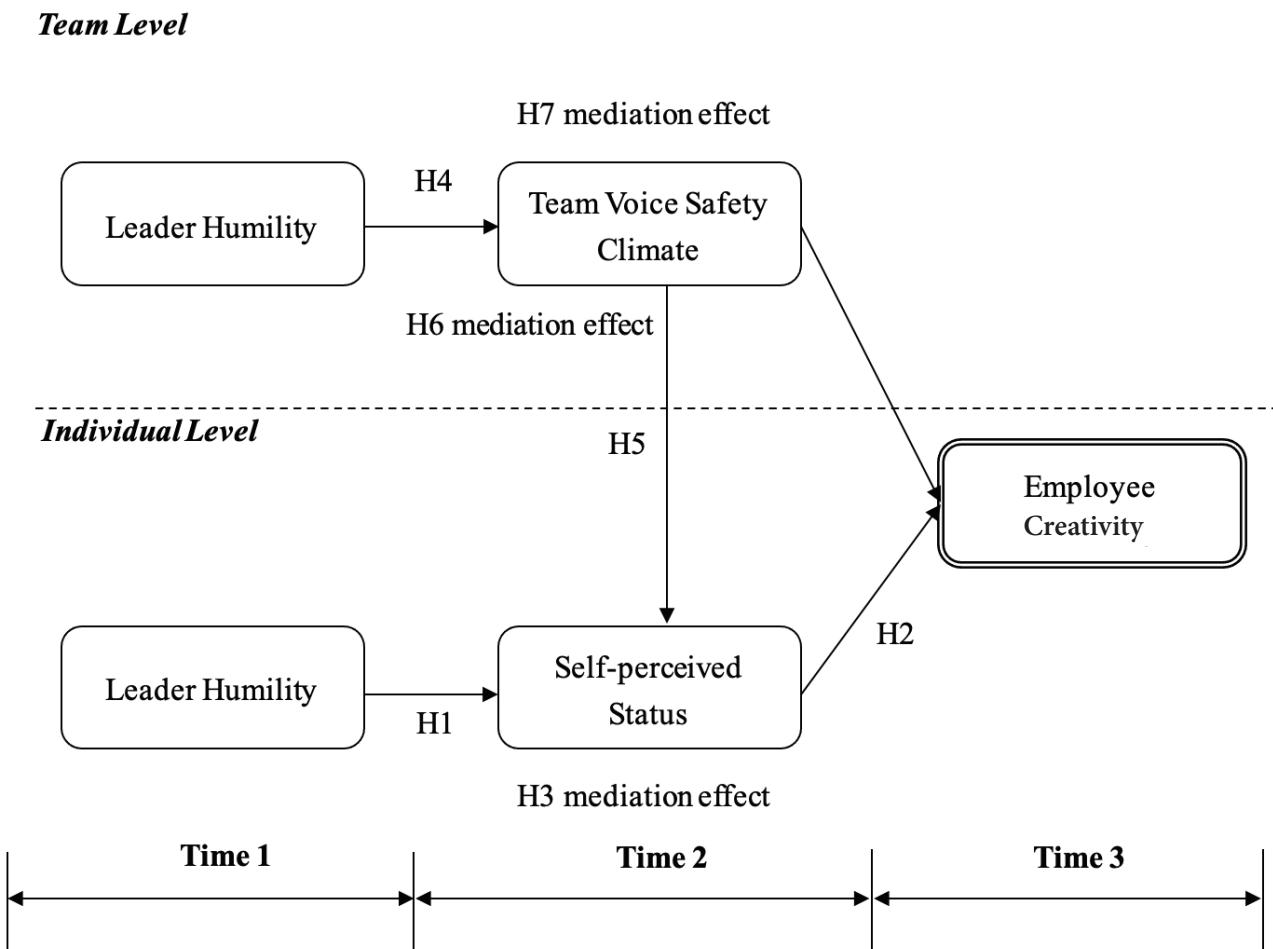 Team Level
H7 mediation effect
H4
Leader Humility
Team Voice Safety
Climate
H6 mediation effect
Individual Level
H5
Employee
Creativity
H2
Leader Humility
Self-perceived
Status
H1
H3 mediation effect
Time 1
Time 2
Time 3